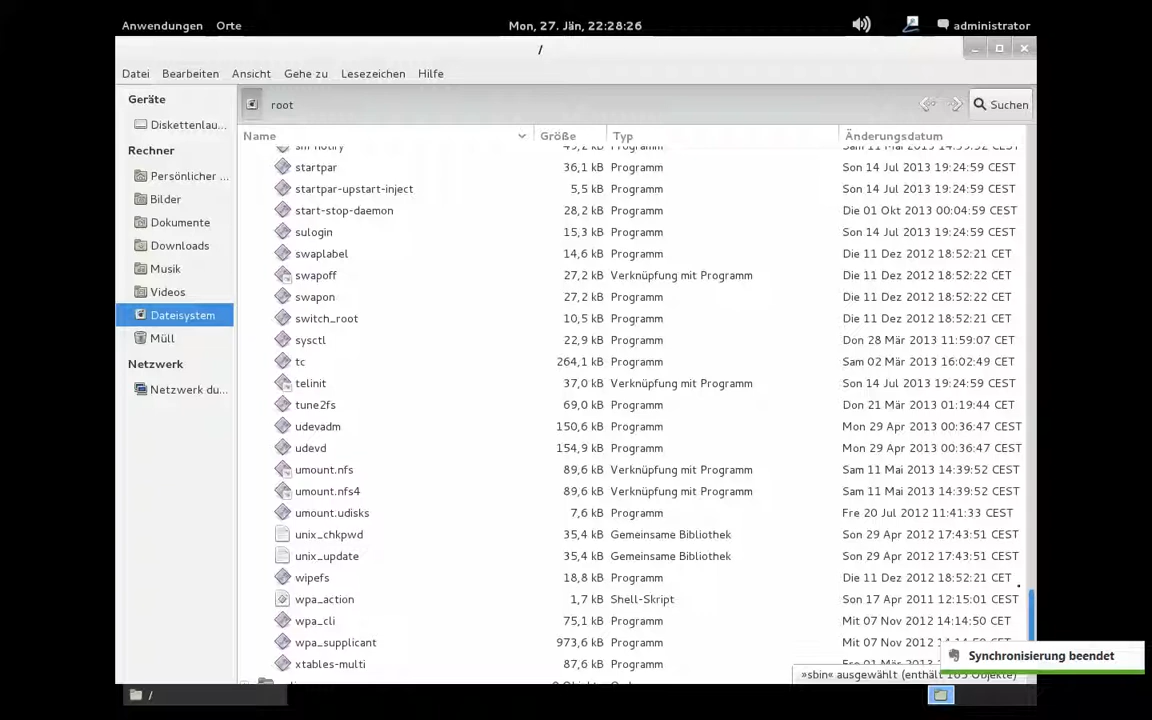 Anwendungen Orte Mon, 27. Jän, 22:28:26 administrator
/
Datei Bearbeiten Ansicht Gehe zu Lesezeichen Hilfe
Geräte
Diskettenlau...
Rechner
Persönlicher ...
Bilder
Dokumente
Downloads
Musik
Videos
Dateisystem
Müll
Netzwerk
Netzwerk du...
root Suchen
Name Größe Typ Änderungsdatum
startpar 36,1 kB Programm Son 14 Jul 2013 19:24:59 CEST
startpar-upstart-inject 5,5 kB Programm Son 14 Jul 2013 19:24:59 CEST
start-stop-daemon 28,2 kB Programm Die 01 Okt 2013 00:04:59 CEST
sulogin 15,3 kB Programm Son 14 Jul 2013 19:24:59 CEST
swaplabel 14,6 kB Programm Die 11 Dez 2012 18:52:21 CET
swapoff 27,2 kB Verknüpfung mit Programm Die 11 Dez 2012 18:52:22 CET
swapon 27,2 kB Programm Die 11 Dez 2012 18:52:22 CET
switch_root 10,5 kB Programm Die 11 Dez 2012 18:52:21 CET
sysctl 22,9 kB Programm Don 28 Mär 2013 11:59:07 CET
tc 264,1 kB Programm Sam 02 Mär 2013 16:02:49 CET
telinit 37,0 kB Verknüpfung mit Programm Son 14 Jul 2013 19:24:59 CEST
tune2fs 69,0 kB Programm Don 21 Mär 2013 01:19:44 CET
udevadm 150,6 kB Programm Mon 29 Apr 2013 00:36:47 CEST
udevd 154,9 kB Programm Mon 29 Apr 2013 00:36:47 CEST
umount.nfs 89,6 kB Verknüpfung mit Programm Sam 11 Mai 2013 14:39:52 CEST
umount.nfs4 89,6 kB Verknüpfung mit Programm Sam 11 Mai 2013 14:39:52 CEST
umount.udisks 7,6 kB Programm Fre 20 Jul 2012 11:41:33 CEST
unix_chkpwd 35,4 kB Gemeinsame Bibliothek Son 29 Apr 2012 17:43:51 CEST
unix_update 35,4 kB Gemeinsame Bibliothek Son 29 Apr 2012 17:43:51 CEST
wipefs 18,8 kB Programm Die 11 Dez 2012 18:52:21 CET
wpa_action 1,7 kB Shell-Skript Son 17 Apr 2011 12:15:01 CEST
wpa_cli 75,1 kB Programm Mit 07 Nov 2012 14:14:50 CET
wpa_supplicant 973,6 kB Programm Mit 07 Nov 2012 14:14:50 CET
xtables-multi 87,6 kB Programm
Synchronisierung beendet
»sbin« ausgewählt (enthält 165 Objekte)
/